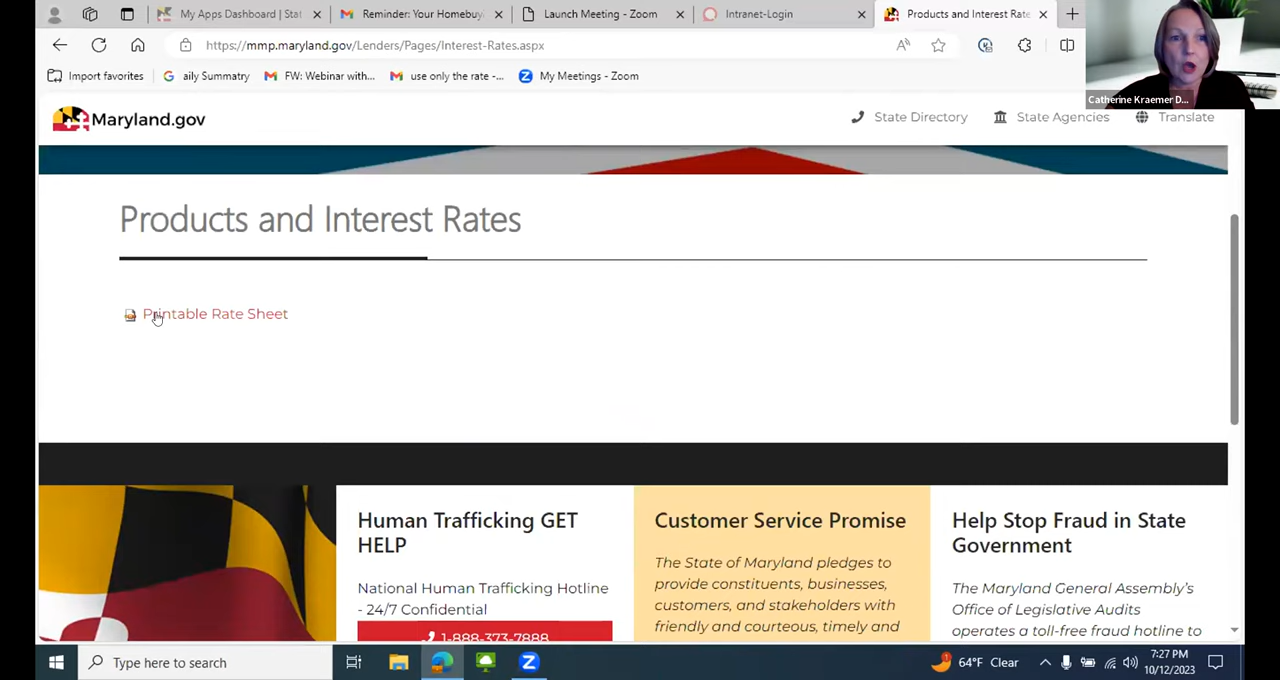 My Apps Dashboard | Stat
Reminder: Your Homebuy
Launch Meeting - Zoom
Intranet-Login
Products and Interest Rate
https://mmp.maryland.gov/Lenders/Pages/Interest-Rates.aspx
Import favorites
G aily Summatry
FW: Webinar with...
use only the rate -...
My Meetings - Zoom
Catherine Kraemer D...
Maryland.gov
State Directory
State Agencies
Translate
Products and Interest Rates
Printable Rate Sheet
Human Trafficking GET
HELP
National Human Trafficking Hotline
- 24/7 Confidential
1-888-373-7888
Customer Service Promise
The State of Maryland pledges to
provide constituents, businesses,
customers, and stakeholders with
friendly and courteous, timely and
Help Stop Fraud in State
Government
The Maryland General Assembly's
Office of Legislative Audits
operates a toll-free fraud hotline to
Type here to search
64°F Clear
7:27 PM
10/12/2023